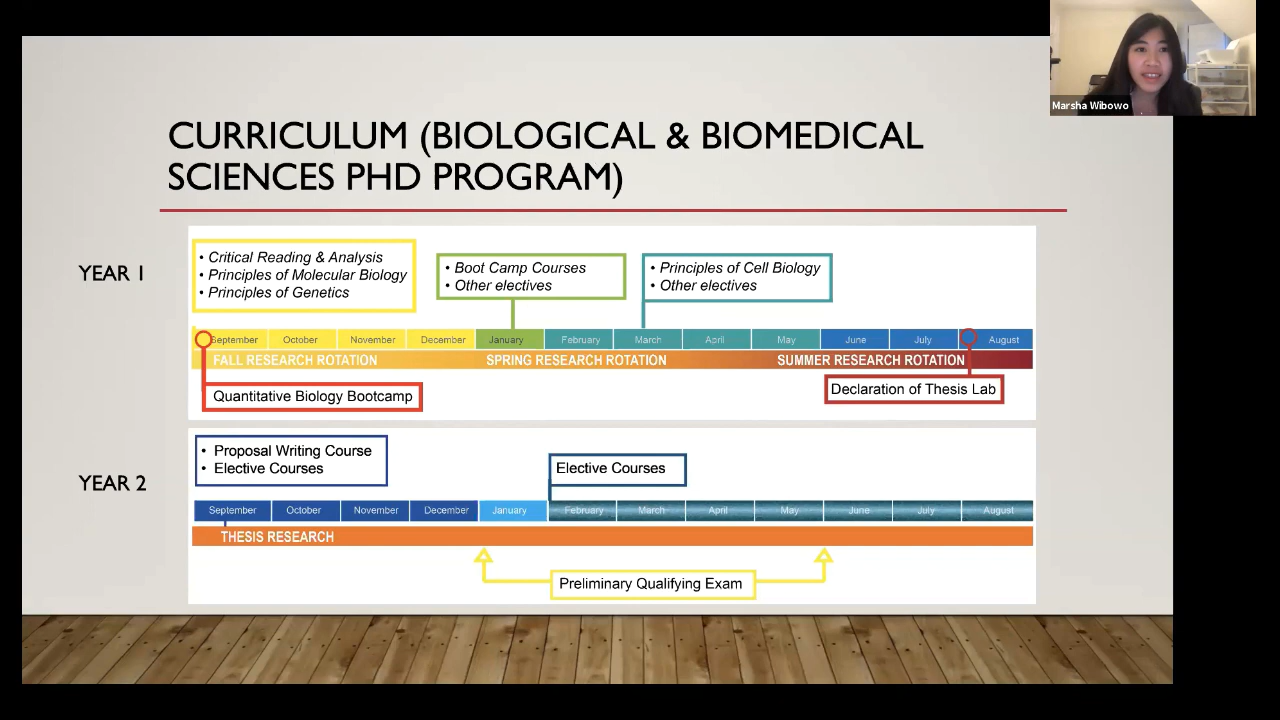 Marsha Wibowo
CURRICULUM (BIOLOGICAL & BIOMEDICAL
SCIENCES PHD PROGRAM)
YEAR 1
• Critical Reading & Analysis
• Principles of Molecular Biology
• Principles of Genetics
• Boot Camp Courses
• Other electives
• Principles of Cell Biology
• Other electives
September October November December January February March April May June July August
FALL RESEARCH ROTATION SPRING RESEARCH ROTATION SUMMER RESEARCH ROTATION
Quantitative Biology Bootcamp
Declaration of Thesis Lab
YEAR 2
• Proposal Writing Course
• Elective Courses
Elective Courses
September October November December January February March April May June July August
THESIS RESEARCH
Preliminary Qualifying Exam